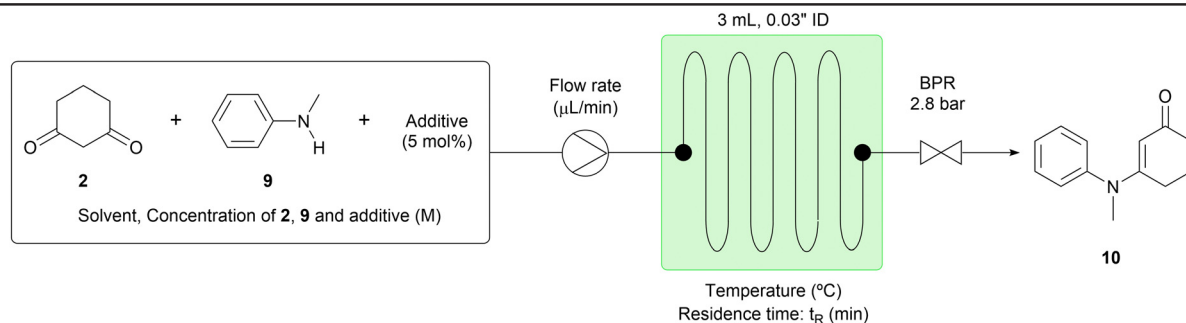 3 mL, 0.03" ID
Flow rate
(μL/min)
BPR
2.8 bar
O
O
+
N
H
+
Additive
(5 mol%)
2
9
Solvent, Concentration of 2, 9 and additive (M)
O
N
10
Temperature (ºC)
Residence time: tR (min)